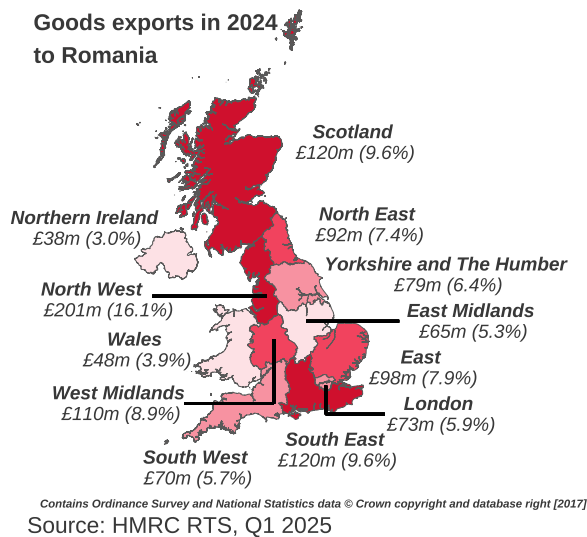 Goods exports in 2024
to Romania
Scotland
£120m (9.6%)
Northern Ireland
£38m (3.0%)
North East
£92m (7.4%)
Yorkshire and The Humber
£79m (6.4%)
North West
£201m (16.1%)
East Midlands
£65m (5.3%)
Wales
£48m (3.9%)
East
£98m (7.9%)
West Midlands
£110m (8.9%)
London
£73m (5.9%)
South East
£120m (9.6%)
South West
£70m (5.7%)
Contains Ordinance Survey and National Statistics data © Crown copyright and database right [2017]
Source: HMRC RTS, Q1 2025